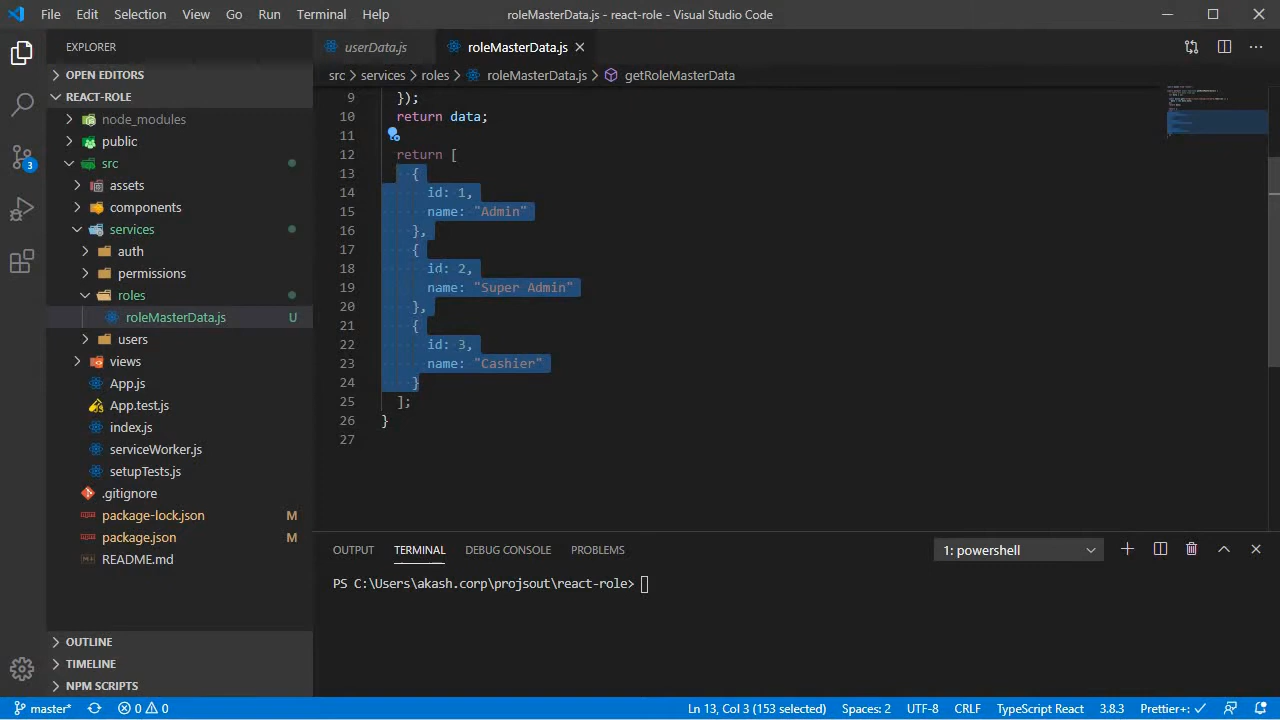 File Edit Selection View Go Run Terminal Help roleMasterData.js - react-role - Visual Studio Code
EXPLORER
OPEN EDITORS
REACT-ROLE
node_modules
public
src
assets
components
services
auth
permissions
roles
roleMasterData.js U
users
views
App.js
App.test.js
index.js
serviceWorker.js
setupTests.js
.gitignore
package-lock.json M
package.json M
README.md
OUTLINE
TIMELINE
NPM SCRIPTS
3
userData.js roleMasterData.js
src > services > roles > roleMasterData.js > getRoleMasterData
9 });
10 return data;
11
12 return [
13 {
14 id: 1,
15 name: "Admin"
16 },
17 {
18 id: 2,
19 name: "Super Admin"
20 },
21 {
22 id: 3,
23 name: "Cashier"
24 }
25 ];
26 }
27
OUTPUT TERMINAL DEBUG CONSOLE PROBLEMS 1: powershell
PS C:\Users\akash.corp\projsout\react-role>
master* 0 0 Ln 13, Col 3 (153 selected) Spaces: 2 UTF-8 CRLF TypeScript React 3.8.3 Prettier+: ✓